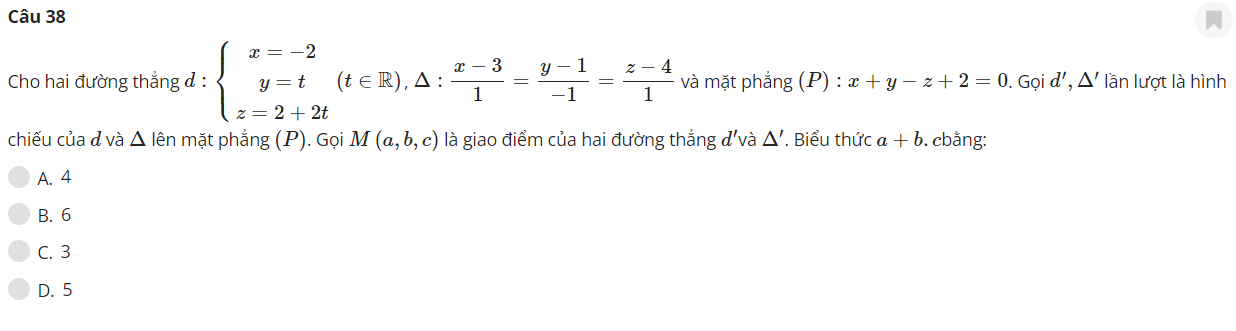 Câu 38
Cho hai đường thẳng $d : \begin{cases} x = -2 \\ y = t \\ z = 2 + 2t \end{cases} (t \in \mathbb{R}), \Delta : \dfrac{x-3}{1} = \dfrac{y-1}{-1} = \dfrac{z-4}{1}$ và mặt phẳng $(P) : x + y - z + 2 = 0$. Gọi $d', \Delta'$ lần lượt là hình
chiếu của $d$ và $\Delta$ lên mặt phẳng $(P)$. Gọi $M (a, b, c)$ là giao điểm của hai đường thẳng $d'$và $\Delta'$. Biểu thức $a + b. c$bằng:
A. 4
B. 6
C. 3
D. 5